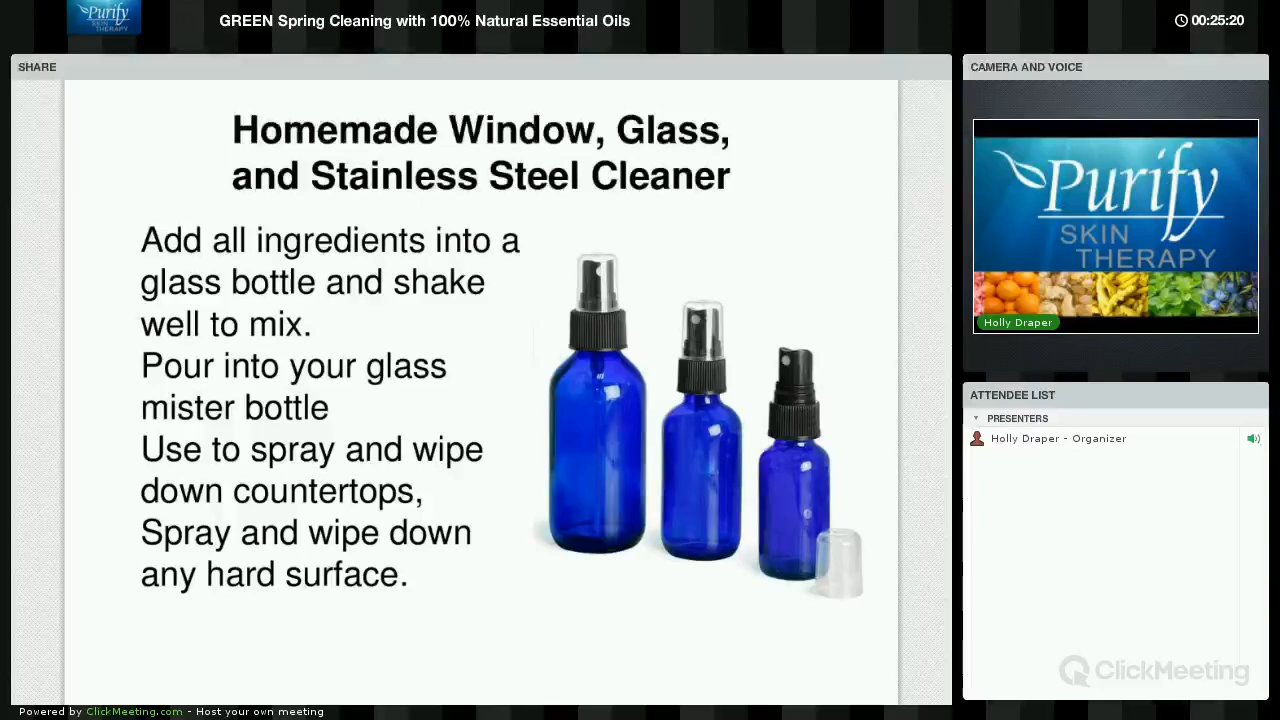 Purify
SKIN
THERAPY
GREEN Spring Cleaning with 100% Natural Essential Oils
00:25:20
SHARE
Homemade Window, Glass,
and Stainless Steel Cleaner
Add all ingredients into a
glass bottle and shake
well to mix.
Pour into your glass
mister bottle
Use to spray and wipe
down countertops,
Spray and wipe down
any hard surface.
CAMERA AND VOICE
Purify
SKIN
THERAPY
Holly Draper
ATTENDEE LIST
PRESENTERS
Holly Draper - Organizer
ClickMeeting
Powered by ClickMeeting.com - Host your own meeting